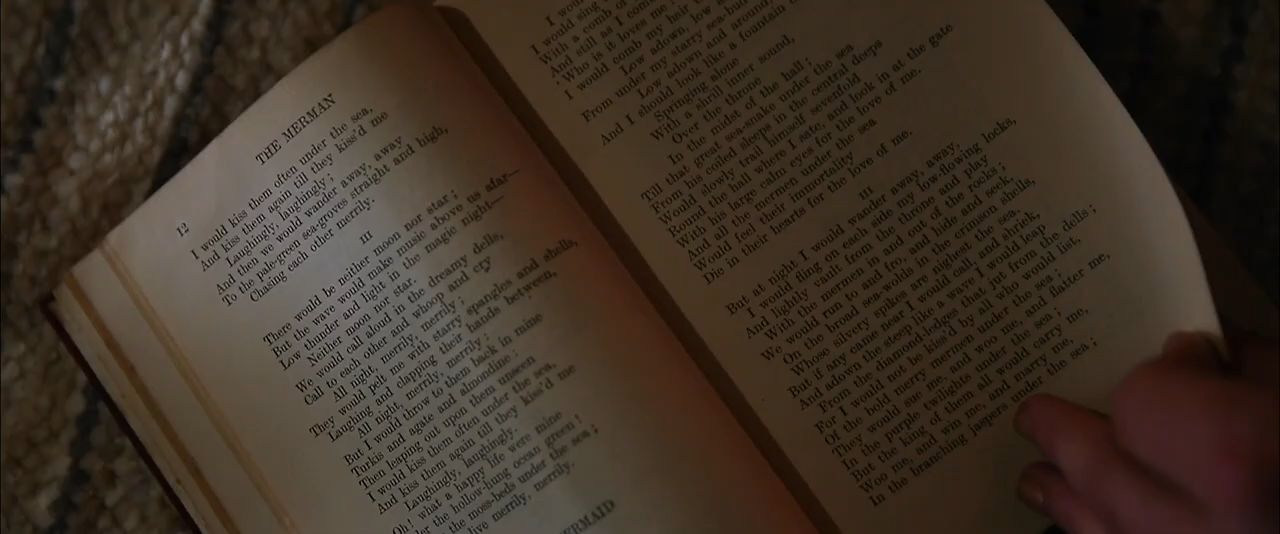 12
THE MERMAN
I would kiss them often under the sea,
And kiss them again till they kiss'd me
Laughingly, laughingly;
And then we would wander away, away
To the pale-green sea-groves straight and high,
Chasing each other merrily.
III
There would be neither moon nor star;
But the wave would make music above us afar—
Low thunder and light in the magic night—
Neither moon nor star.
We would call aloud in the dreamy dells,
Call to each other and whoop and cry
All night, merrily, merrily;
They would pelt me with starry spangles and shells,
Laughing and clapping their hands between,
All night, merrily, merrily:
But I would throw to them back in mine
Turkis and agate and almondine:
Then leaping out upon them unseen
I would kiss them often under the sea,
And kiss them again till they kiss'd me
Laughingly, laughingly.
Oh! what a happy life were mine
the hollow-hung ocean green!
the moss-beds under the sea;
live merrily, merrily.
ERMAID
I wou
I would sing
With a comb of
And still as I com
'Who is it loves me
I would comb my hair
Low adown, low
From under my starry sea-bud
Low adown and around,
And I should look like a fountain
Springing alone
With a shrill inner sound,
Over the throne
In the midst of the hall;
Till that great sea-snake under the sea
From his coiled sleeps in the central deeps
Would slowly trail himself sevenfold
Round the hall where I sate, and look in at the gate
With his large calm eyes for the love of me.
And all the mermen under the sea
Would feel their immortality
Die in their hearts for the love of me.
III
But at night I would wander away, away,
I would fling on each side my low-flowing locks,
And lightly vault from the throne and play
With the mermen in and out of the rocks;
We would run to and fro, and hide and seek,
On the broad sea-wolds in the crimson shells,
Whose silvery spikes are nighest the sea.
But if any came near I would call, and shriek,
And adown the steep like a wave I would leap
From the diamond-ledges that jut from the dells;
For I would not be kiss'd by all who would list,
Of the bold merry mermen under the sea;
They would sue me, and woo me, and flatter me,
In the purple twilights under the sea;
But the king of them all would carry me,
Woo me, and win me, and marry me,
In the branching jaspers under the sea;